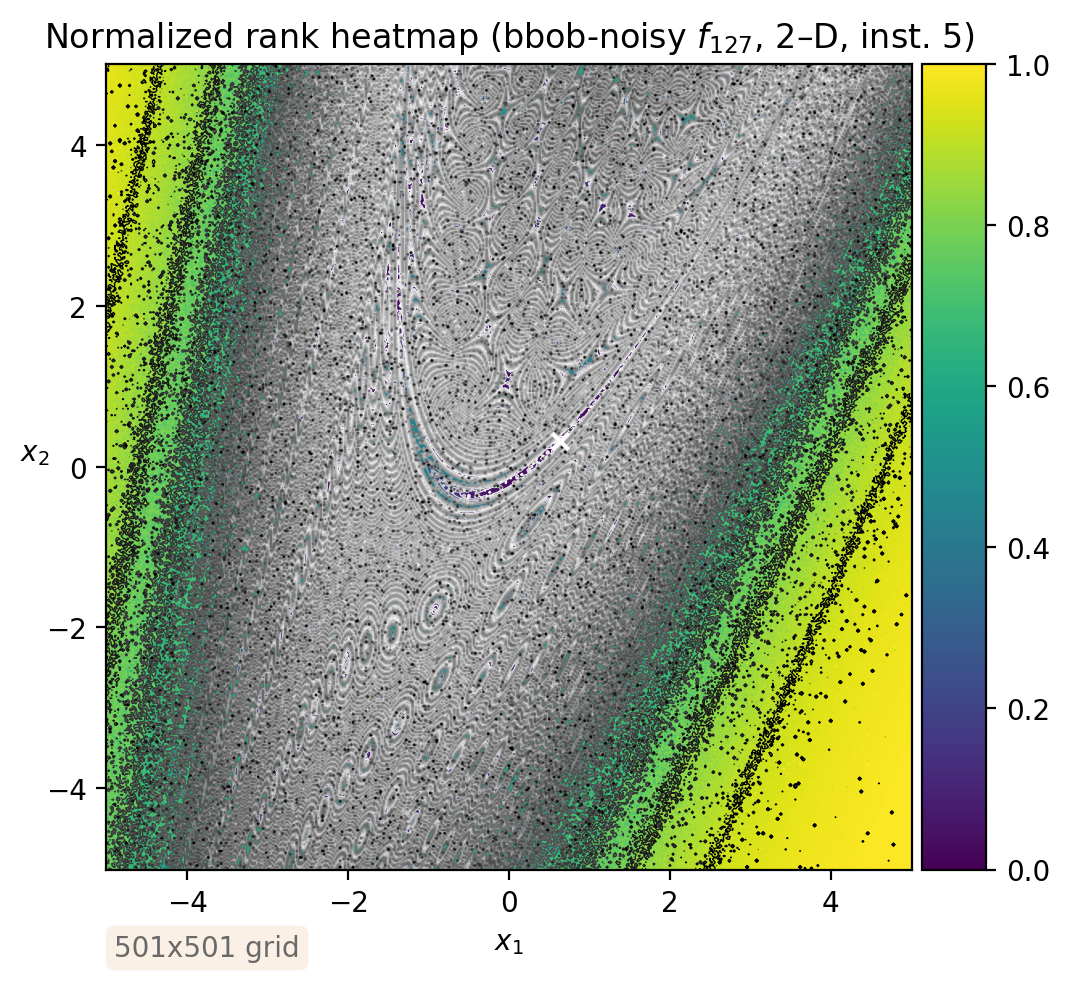 Normalized rank heatmap (bbob-noisy f₁₂₇, 2–D, inst. 5)
1.0
0.8
0.6
0.4
0.2
0.0
4
2
0
−2
−4
x₂
−4 −2 0 2 4
x₁
501x501 grid